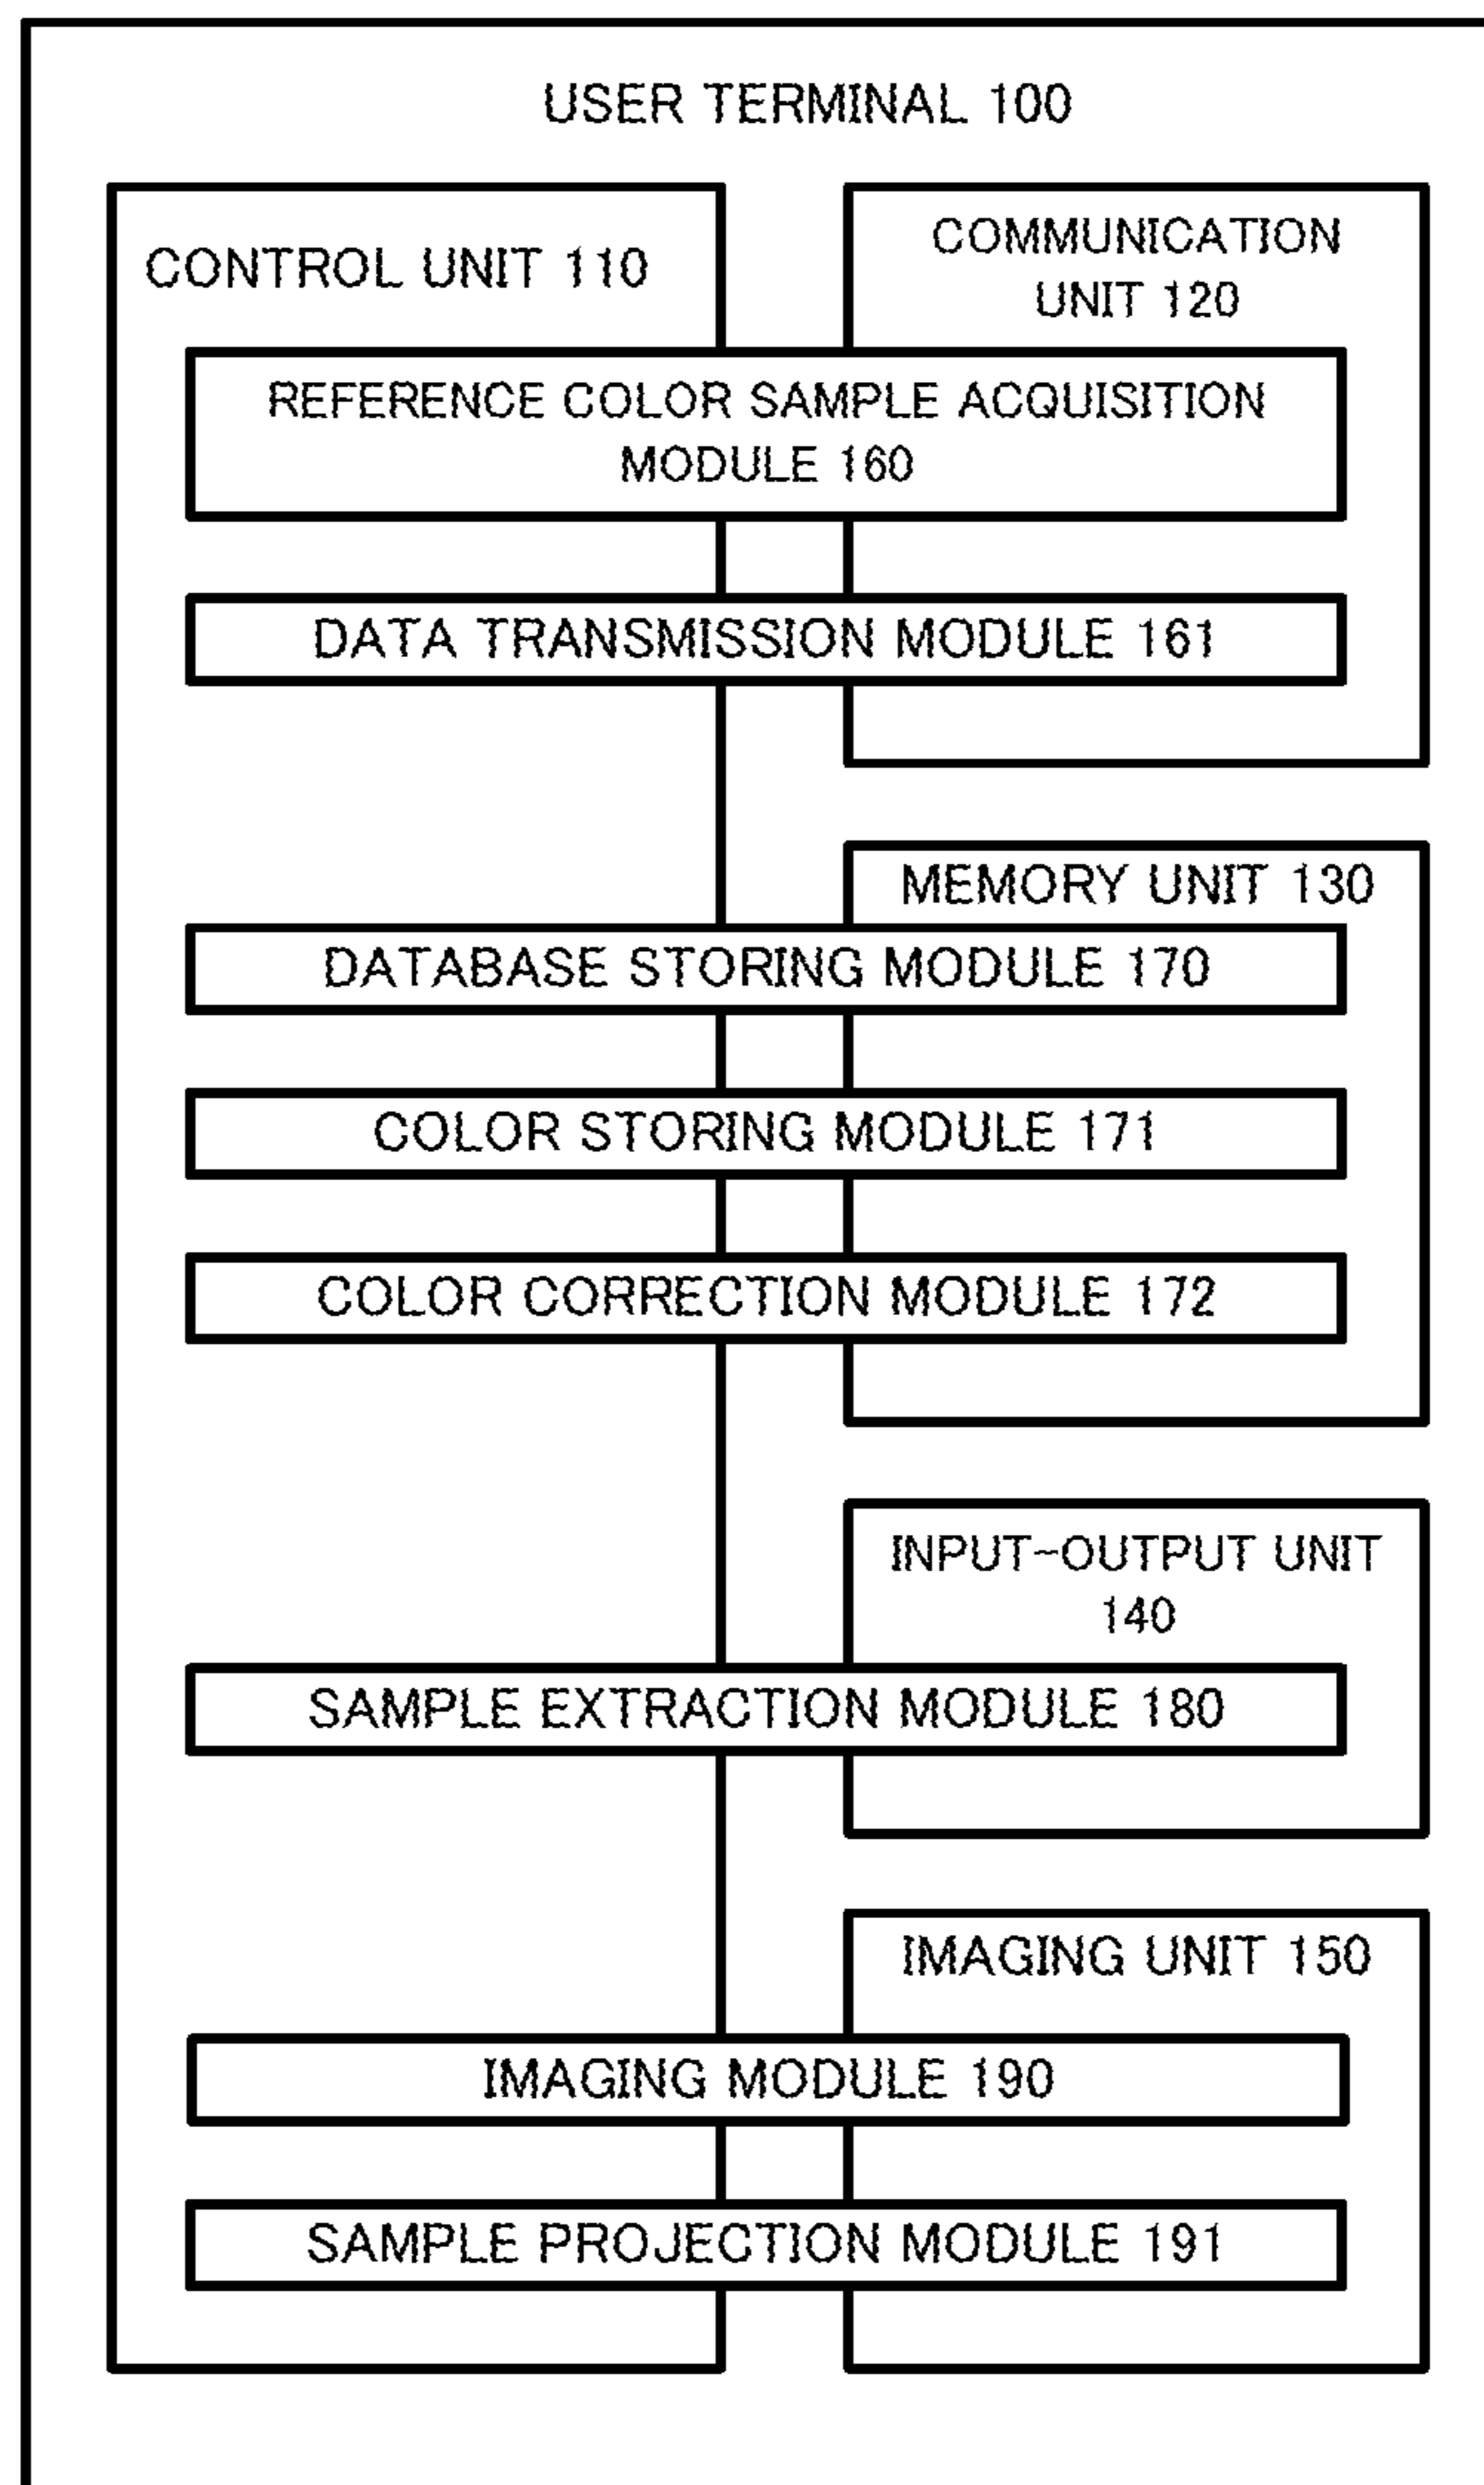 USER TERMINAL 100
CONTROL UNIT 110
COMMUNICATION
UNIT 120
REFERENCE COLOR SAMPLE ACQUISITION
MODULE 160
DATA TRANSMISSION MODULE 161
MEMORY UNIT 130
DATABASE STORING MODULE 170
COLOR STORING MODULE 171
COLOR CORRECTION MODULE 172
INPUT-OUTPUT UNIT
140
SAMPLE EXTRACTION MODULE 180
IMAGING UNIT 150
IMAGING MODULE 190
SAMPLE PROJECTION MODULE 191